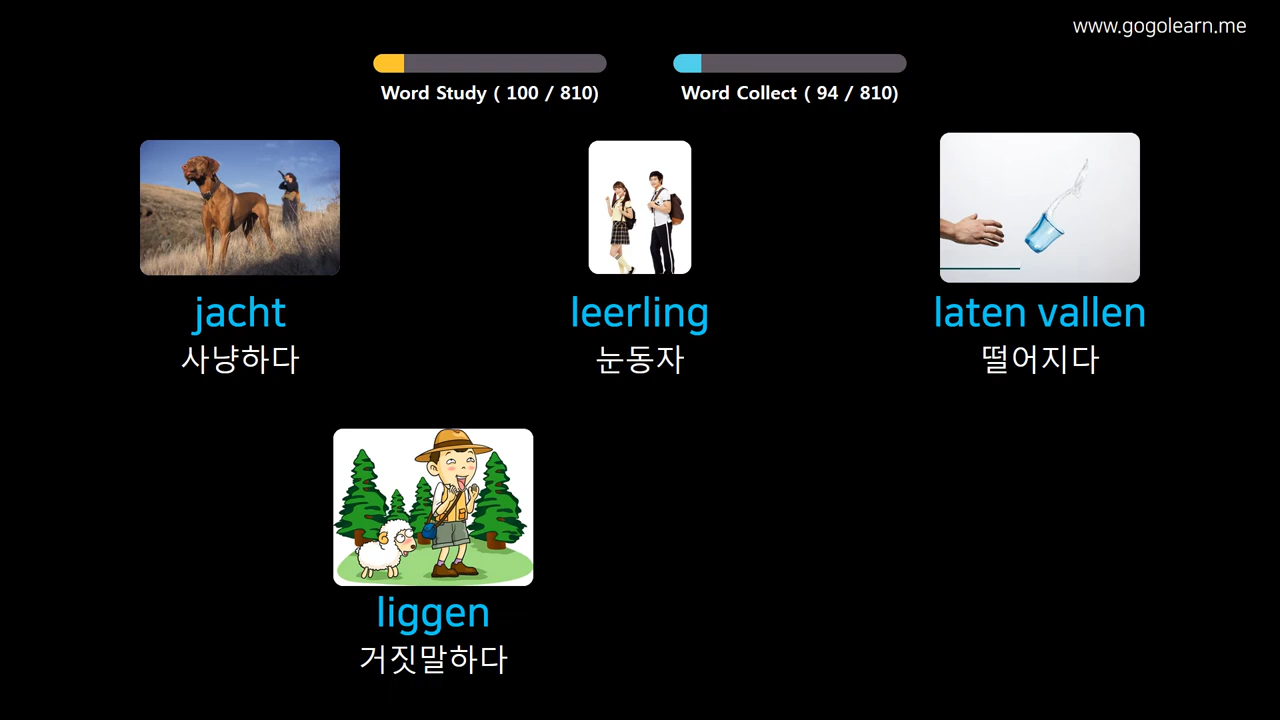 www.gogolearn.me
Word Study ( 100 / 810)
Word Collect ( 94 / 810)
jacht
사냥하다
leerling
눈동자
laten vallen
떨어지다
liggen
거짓말하다